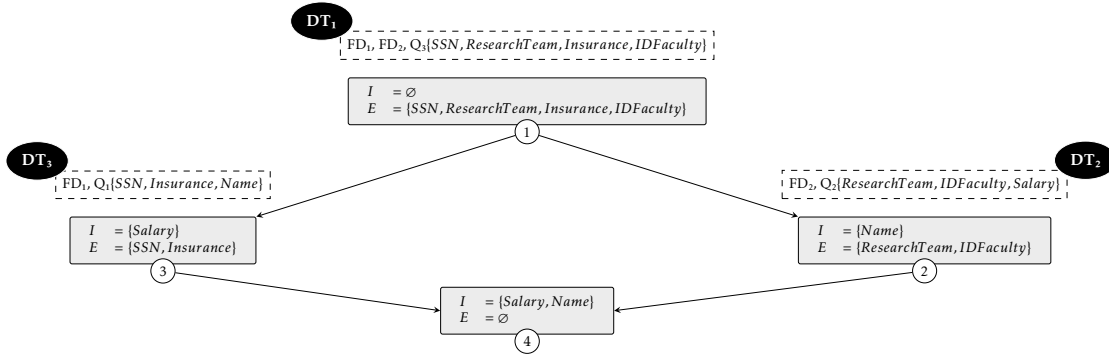 DT₁
FD₁, FD₂, Q₃{SSN, ResearchTeam, Insurance, IDFaculty}
I = ∅
E = {SSN, ResearchTeam, Insurance, IDFaculty}
1
DT₃
FD₁, Q₁{SSN, Insurance, Name}
I = {Salary}
E = {SSN, Insurance}
3
DT₂
FD₂, Q₂{ResearchTeam, IDFaculty, Salary}
I = {Name}
E = {ResearchTeam, IDFaculty}
2
I = {Salary, Name}
E = ∅
4